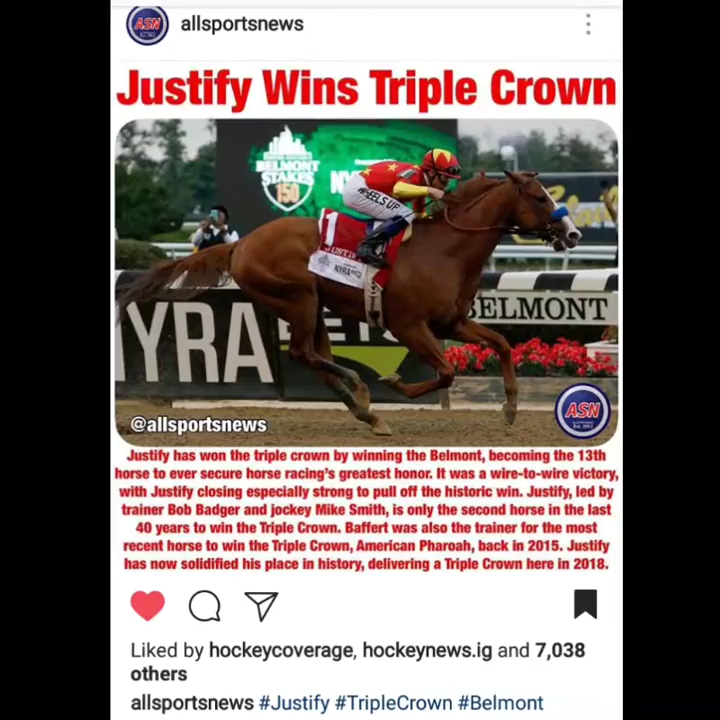 ASN
allsportsnews
Justify Wins Triple Crown
BELMONT
STAKES
150
NY
WHEELS UP
1
JUSTI
NYRA
BELMONT
YRA
BETS
ASN
@allsportsnews
Justify has won the triple crown by winning the Belmont, becoming the 13th
horse to ever secure horse racing's greatest honor. It was a wire-to-wire victory,
with Justify closing especially strong to pull off the historic win. Justify, led by
trainer Bob Badger and jockey Mike Smith, is only the second horse in the last
40 years to win the Triple Crown. Baffert was also the trainer for the most
recent horse to win the Triple Crown, American Pharoah, back in 2015. Justify
has now solidified his place in history, delivering a Triple Crown here in 2018.
Liked by hockeycoverage, hockeynews.ig and 7,038
others
allsportsnews #Justify #TripleCrown #Belmont